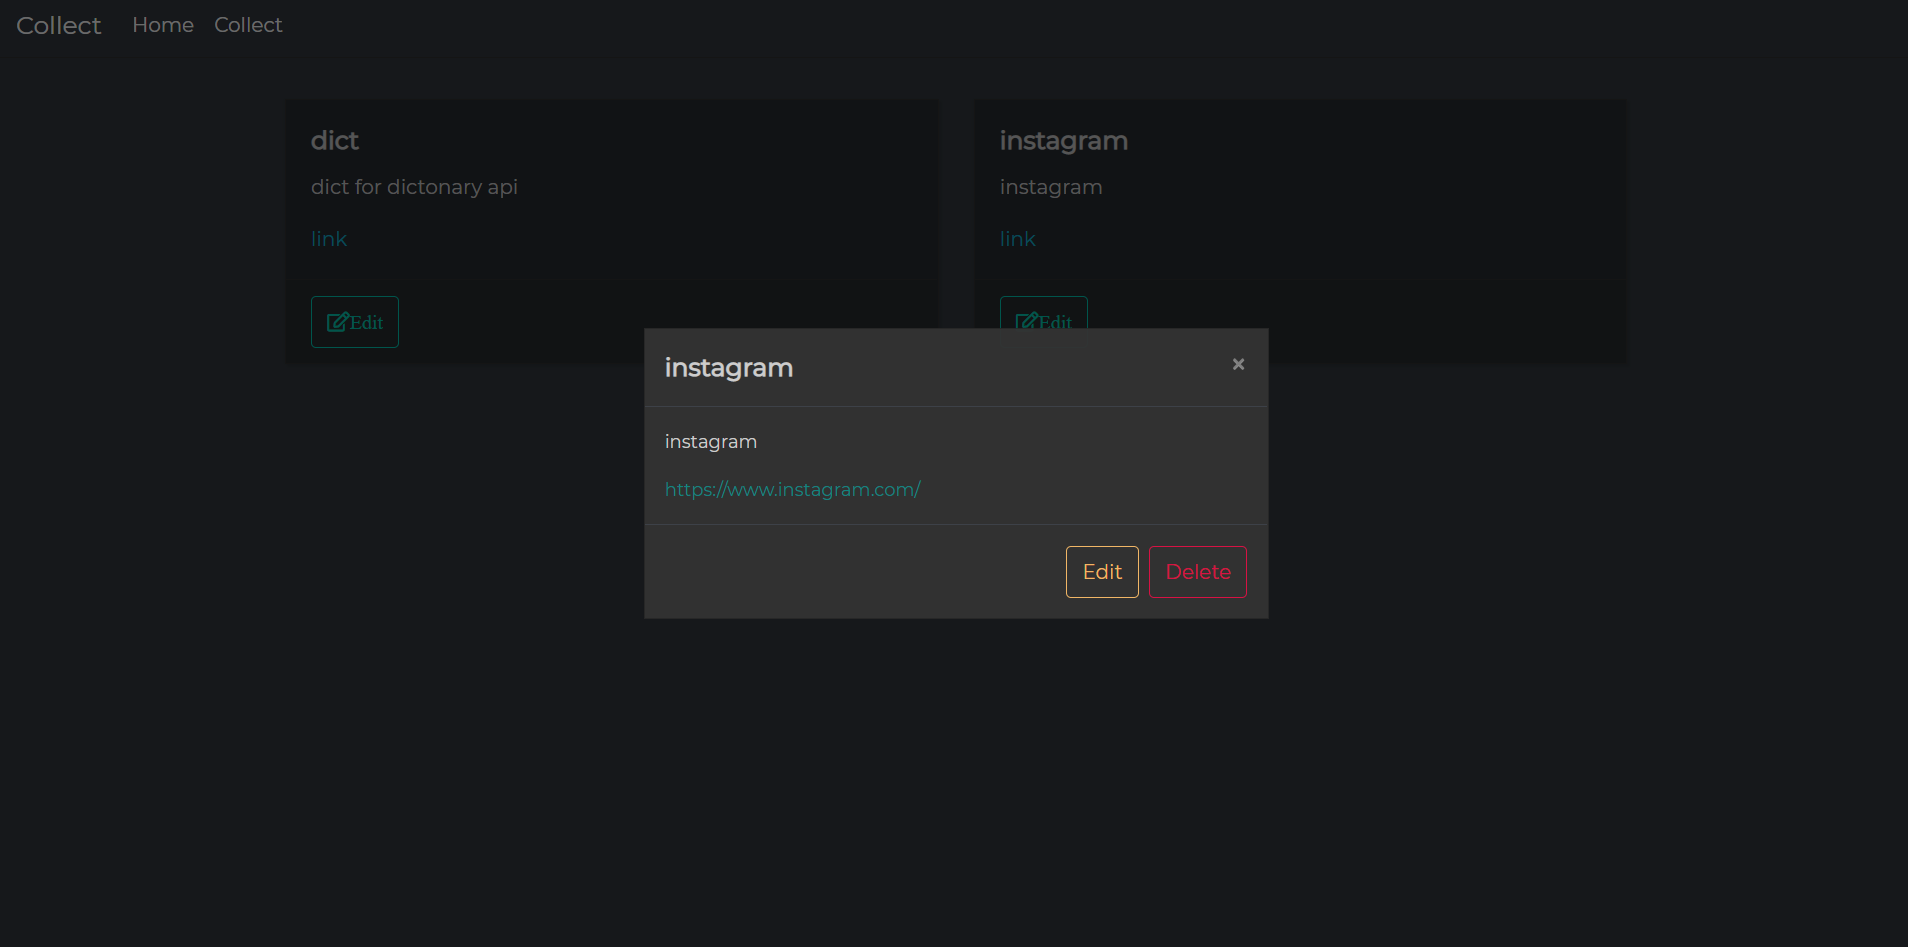 Collect Home Collect
dict
dict for dictonary api
link
Edit
instagram
instagram
link
Edit
instagram ×
instagram
https://www.instagram.com/
Edit Delete